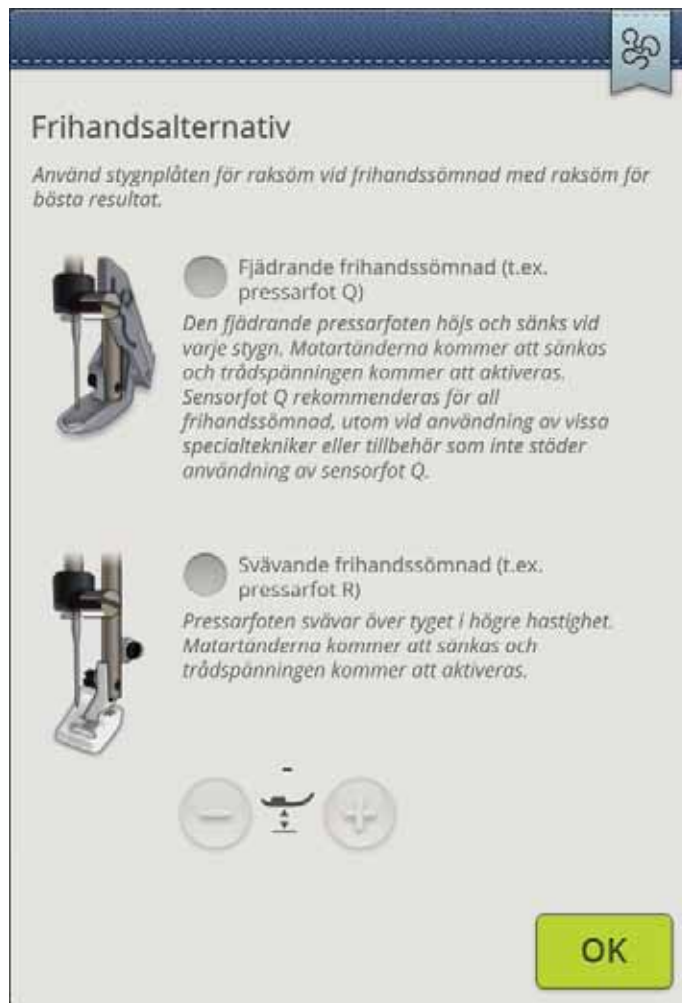 Frihandsalternativ
Använd stygnplåten för raksöm vid frihandssömnad med raksöm för
bösta resultat.
Fjädrande frihandssömnad (t.ex.
pressarfot Q)
Den fjädrande pressarfoten höjs och sänks vid
varje stygn. Matartänderna kommer att sänkas
och trådspänningen kommer att aktiveras.
Sensorfot Q rekommenderas för all
frihandssömnad, utom vid användning av vissa
specialtekniker eller tillbehör som inte stöder
användning av sensorfot Q.
Svävande frihandssömnad (t.ex.
pressarfot R)
Pressarfoten svävar över tyget i högre hastighet.
Matartänderna kommer att sänkas och
trådspänningen kommer att aktiveras.
-
OK